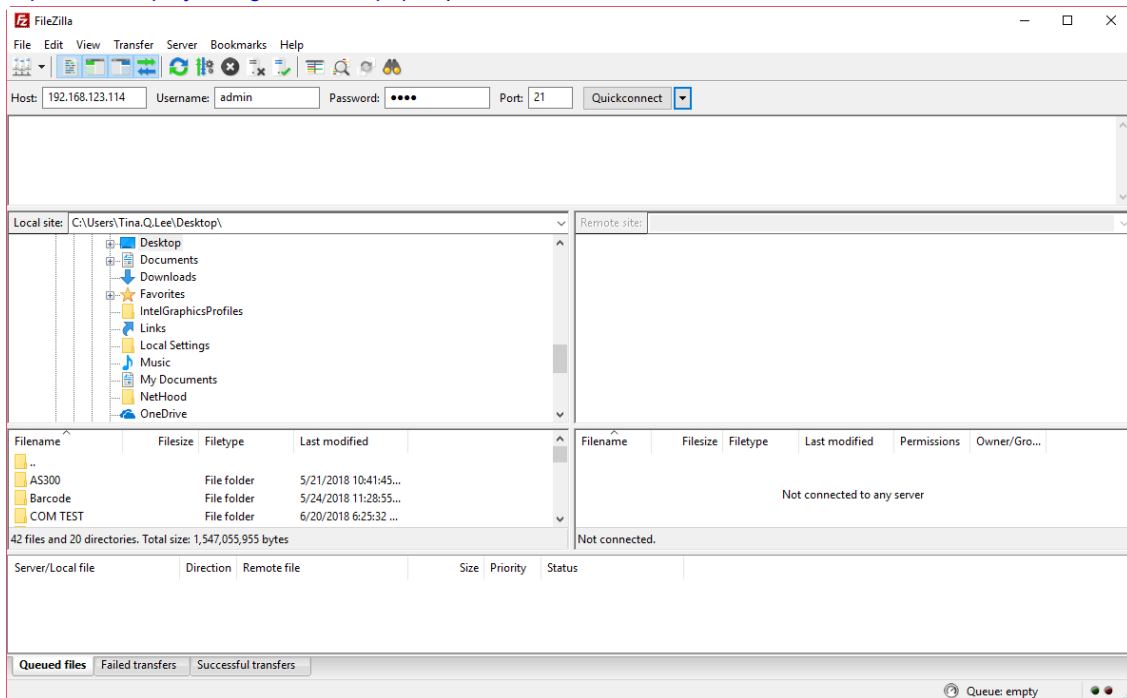 FileZilla
File Edit View Transfer Server Bookmarks Help
Host: 192.168.123.114 Username: admin Password: •••• Port: 21 Quickconnect
Local site: C:\Users\Tina.Q.Lee\Desktop\ Remote site:
Desktop
Documents
Downloads
Favorites
IntelGraphicsProfiles
Links
Local Settings
Music
My Documents
NetHood
OneDrive
Filename Filesize Filetype Last modified Filename Filesize Filetype Last modified Permissions Owner/Gro...
..
AS300 File folder 5/21/2018 10:41:45...
Barcode File folder 5/24/2018 11:28:55...
COM TEST File folder 6/20/2018 6:25:32 ...
Not connected to any server
42 files and 20 directories. Total size: 1,547,055,955 bytes Not connected.
Server/Local file Direction Remote file Size Priority Status
Queued files Failed transfers Successful transfers
Queue: empty